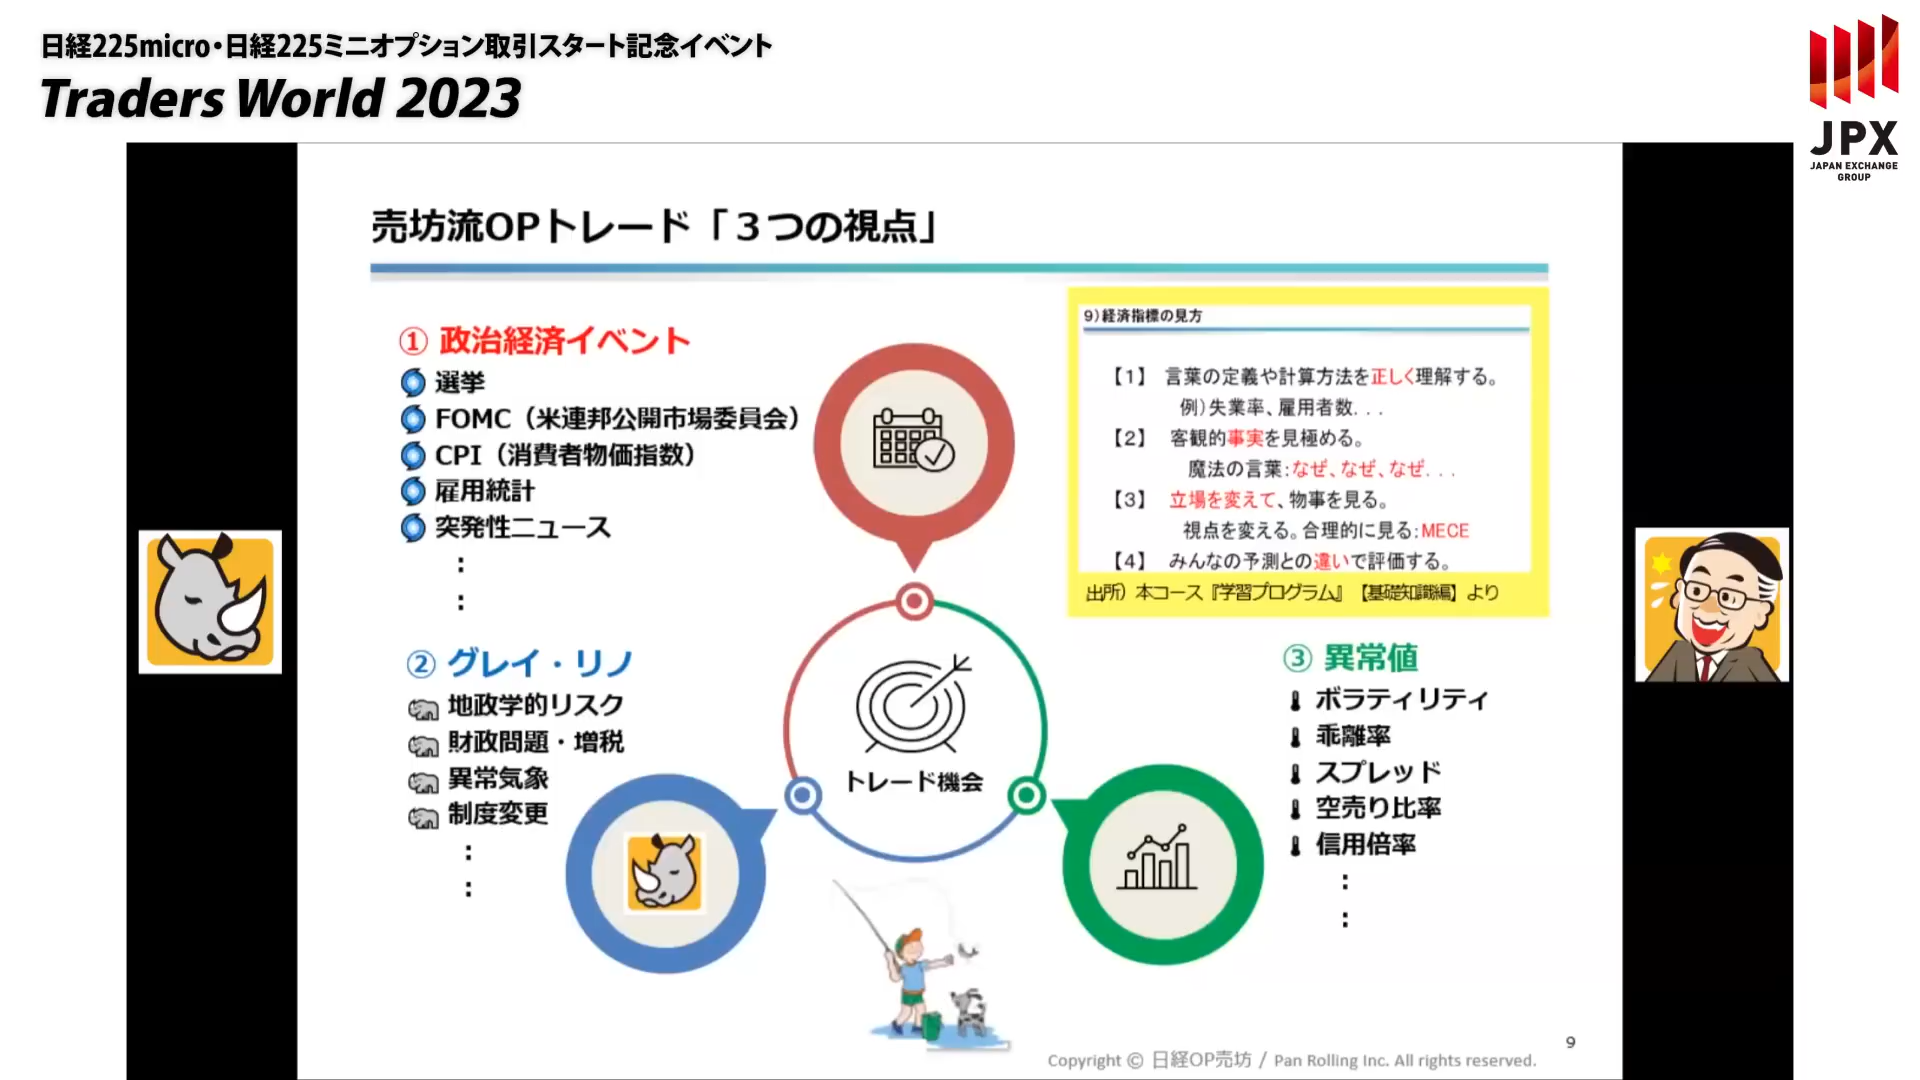 日経225micro・日経225ミニオプション取引スタート記念イベント
Traders World 2023
JPX
JAPAN EXCHANGE
GROUP
売坊流OPトレード「３つの視点」
① 政治経済イベント
選挙
FOMC（米連邦公開市場委員会）
CPI（消費者物価指数）
雇用統計
突発性ニュース
：
：
9）経済指標の見方
【1】 言葉の定義や計算方法を正しく理解する。
例）失業率、雇用者数...
【2】 客観的事実を見極める。
魔法の言葉：なぜ、なぜ、なぜ...
【3】 立場を変えて、物事を見る。
視点を変える。合理的に見る：MECE
【4】 みんなの予測との違いで評価する。
出所）本コース『学習プログラム』【基礎知識編】より
② グレイ・リノ
地政学的リスク
財政問題・増税
異常気象
制度変更
：
：
トレード機会
③ 異常値
ボラティリティ
乖離率
スプレッド
空売り比率
信用倍率
：
：
9
Copyright © 日経OP売坊 / Pan Rolling Inc. All rights reserved.